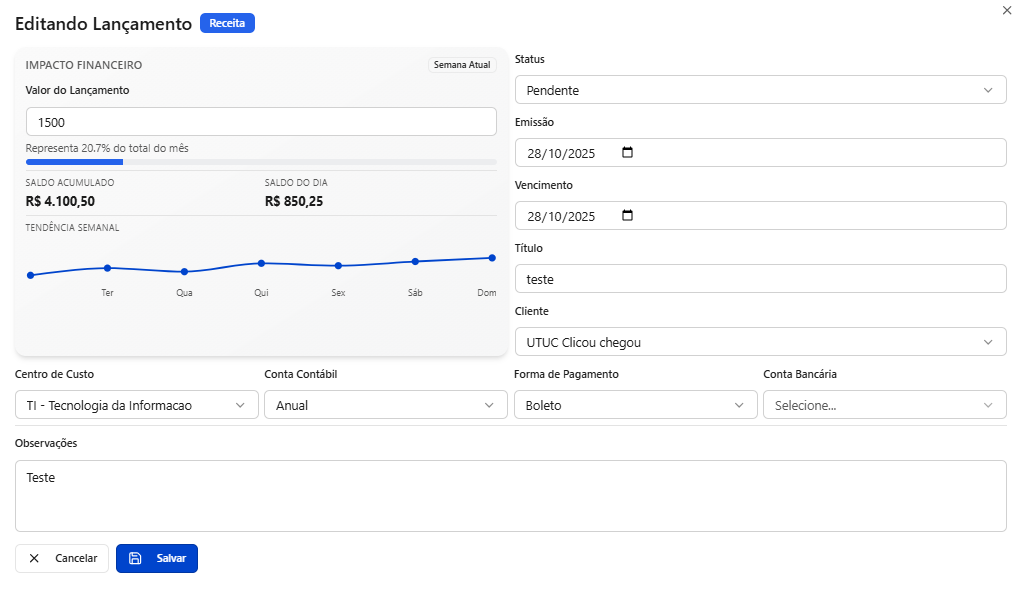 Editando Lançamento Receita
IMPACTO FINANCEIRO Semana Atual
Valor do Lançamento
1500
Representa 20.7% do total do mês
SALDO ACUMULADO SALDO DO DIA
R$ 4.100,50 R$ 850,25
TENDÊNCIA SEMANAL
Ter Qua Qui Sex Sáb Dom
Status
Pendente
Emissão
28/10/2025
Vencimento
28/10/2025
Título
teste
Cliente
UTUC Clicou chegou
Centro de Custo Conta Contábil Forma de Pagamento Conta Bancária
TI - Tecnologia da Informacao Anual Boleto Selecione...
Observações
Teste
Cancelar Salvar